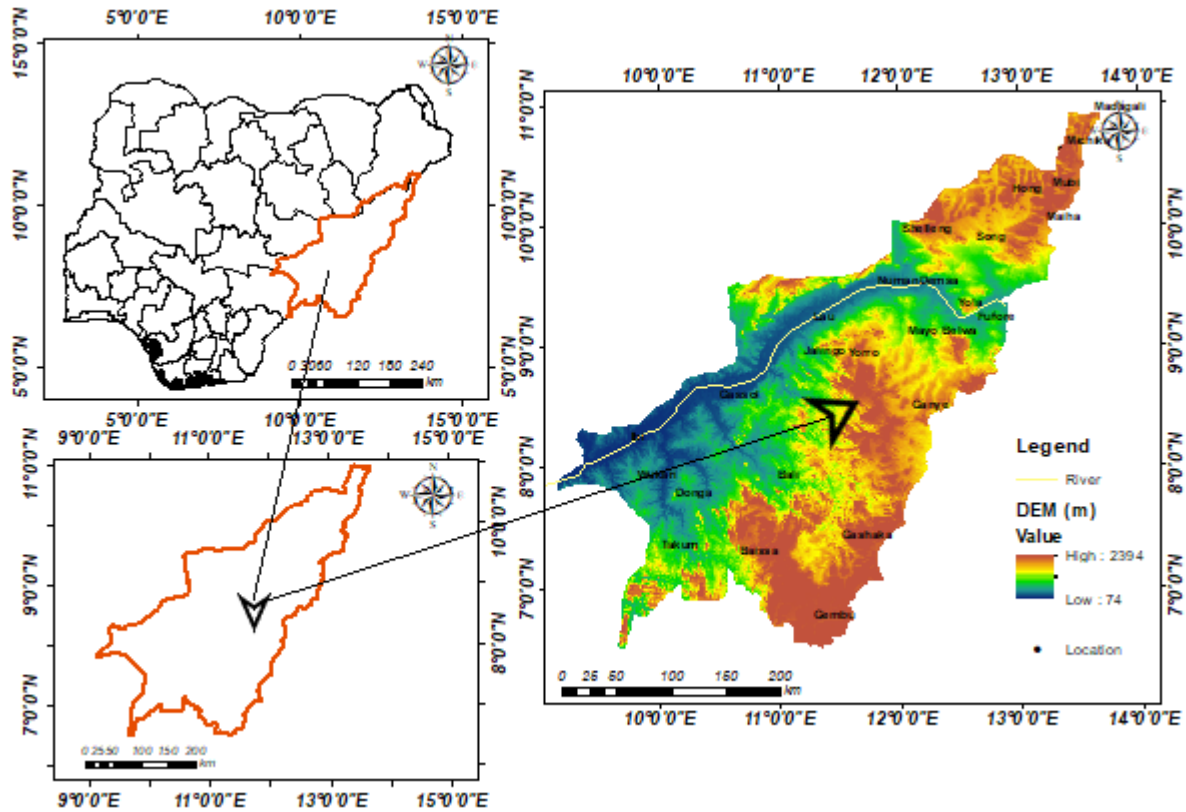 5°0'0"E 10°0'0"E 15°0'0"E
15°0'0"N
10°0'0"N 10°0'0"N
5°0'0"N 5°0'0"N
N
W E
S
0 3060 120 180 240
km
5°0'0"E 10°0'0"E 15°0'0"E
9°0'0"E 11°0'0"E 13°0'0"E 15°0'0"E
11°0'0"N
10°0'0"N
9°0'0"N
8°0'0"N
7°0'0"N
N
W E
S
0 25 50 100 150 200
km
9°0'0"E 11°0'0"E 13°0'0"E 15°0'0"E
10°0'0"E 11°0'0"E 12°0'0"E 13°0'0"E 14°0'0"E
11°0'0"N
10°0'0"N 10°0'0"N
9°0'0"N 9°0'0"N
8°0'0"N 8°0'0"N
7°0'0"N 7°0'0"N
Madagali
E
S
Michika
Mubi
Hong
Maiha
Shelleng
Song
Numan Demsa
Yola
Fufore
Lau
Mayo Belwa
Jalingo Yorro
Gassol
Ganye
Wukari
Bali
Donga
Takum
Gashaka
Gembu
Legend
River
DEM (m)
Value
High : 2394
Low : 74
Location
0 25 50 100 150 200
km
10°0'0"E 11°0'0"E 12°0'0"E 13°0'0"E 14°0'0"E